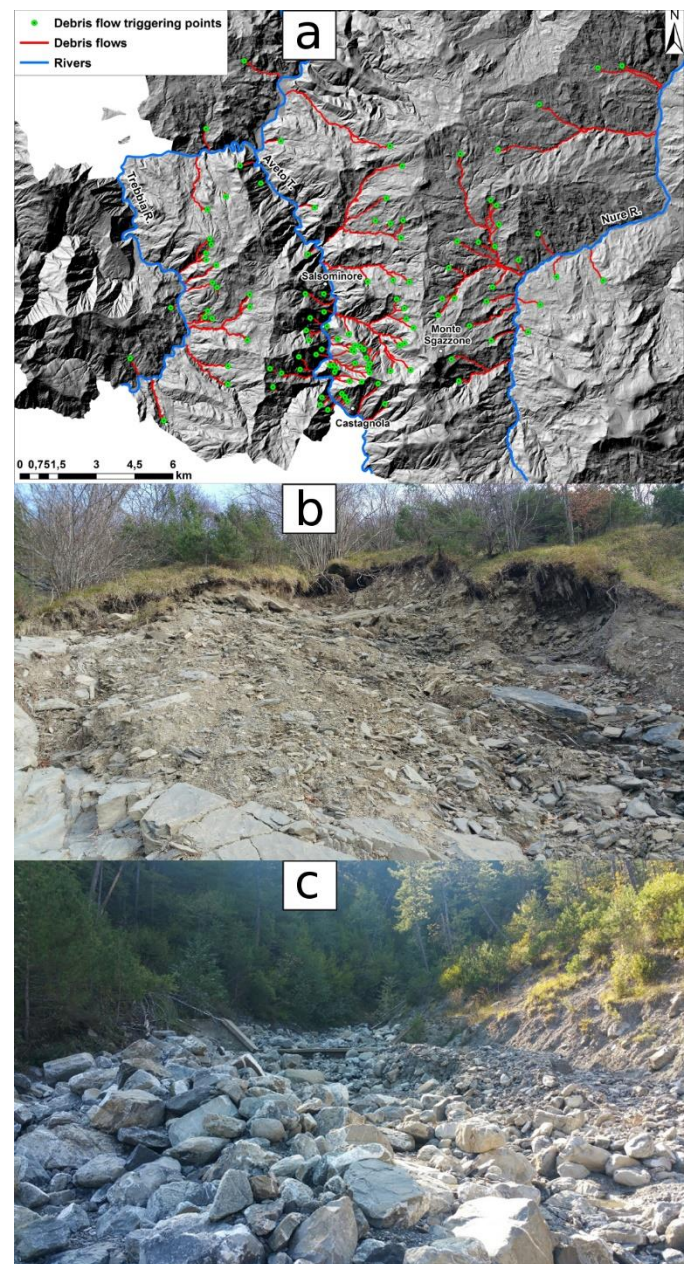 Debris flow triggering points
Debris flows
Rivers
a
N
Trebbia R.
Aveto T.
Nure R.
Salsominore
Monte
Sgazzone
Castagnola
0 0,751,5 3 4,5 6
km
b
c